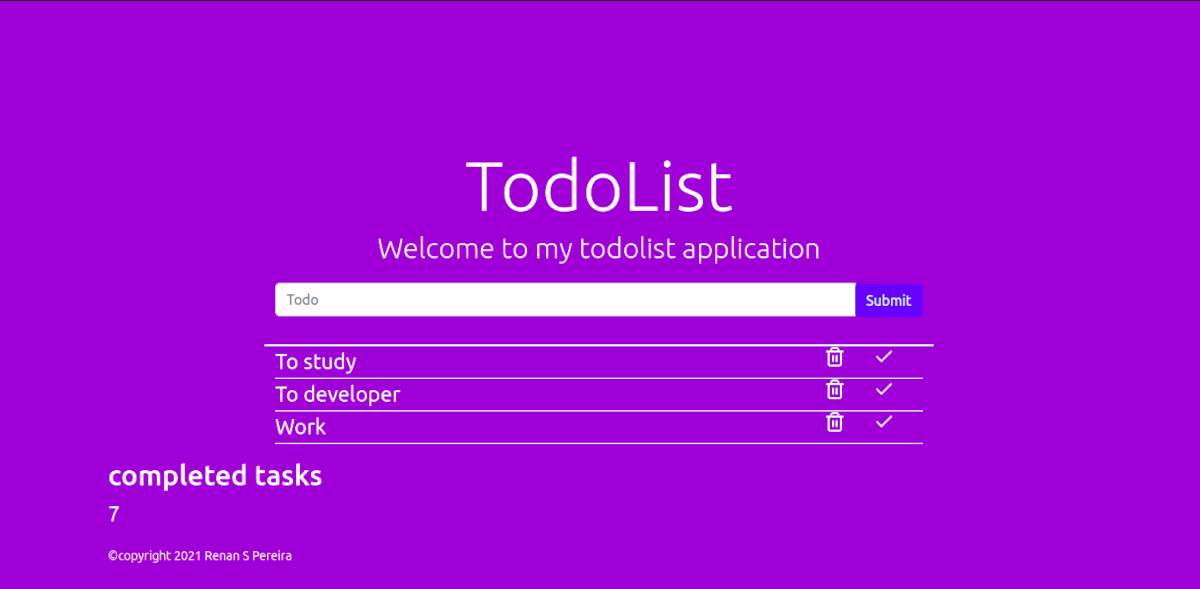 TodoList
Welcome to my todolist application
Todo
Submit
To study
To developer
Work
completed tasks
7
©copyright 2021 Renan S Pereira